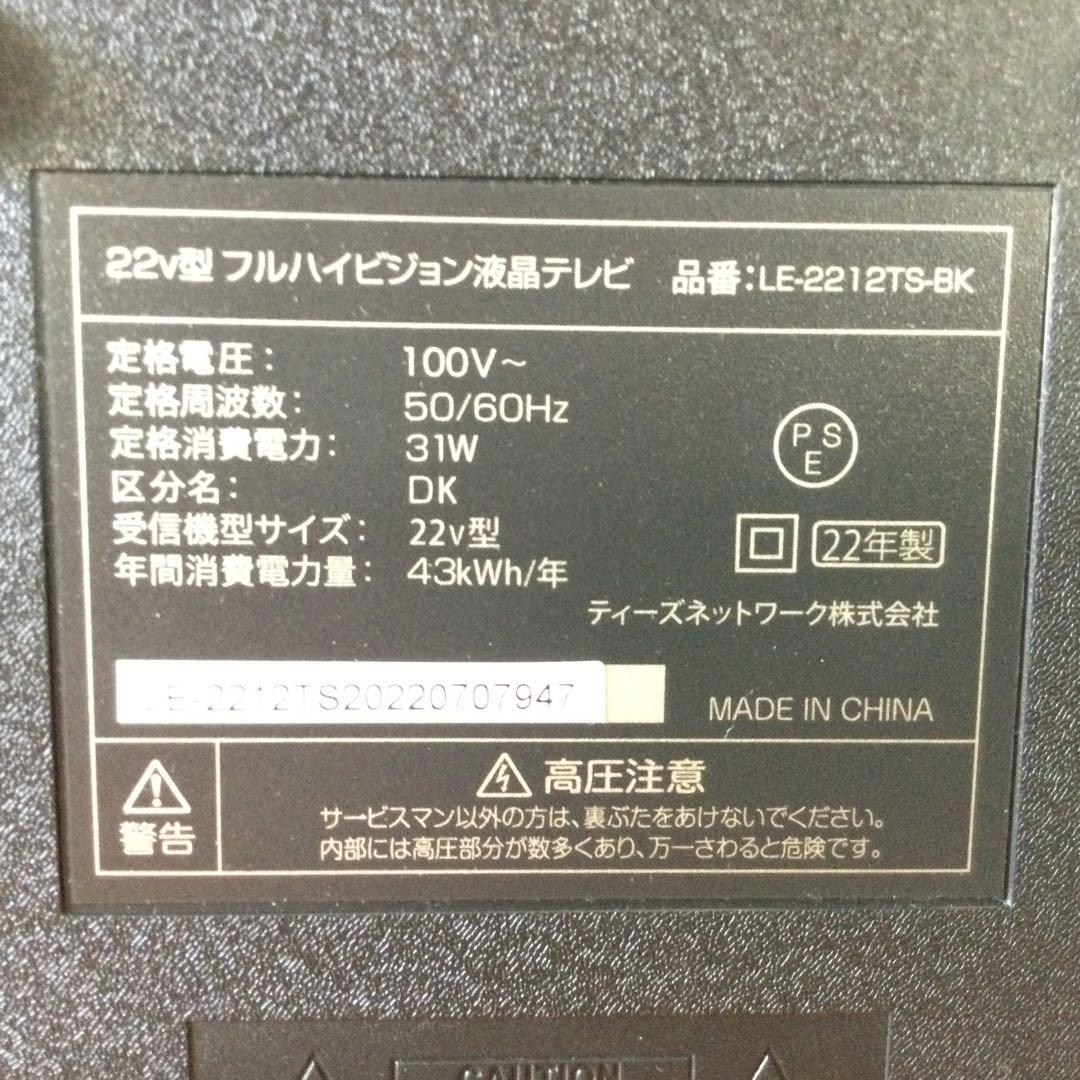 22v型 フルハイビジョン液晶テレビ 品番:LE-2212TS-BK
定格電圧: 100V～
定格周波数: 50/60Hz
定格消費電力: 31W
区分名: DK
受信機型サイズ: 22v型
年間消費電力量: 43kWh/年
PSE
22年製
ティーズネットワーク株式会社
LE-2212TS20220707947
MADE IN CHINA
警告
高圧注意
サービスマン以外の方は、裏ぶたをあけないでください。
内部には高圧部分が数多くあり、万一さわると危険です。
CAUTION